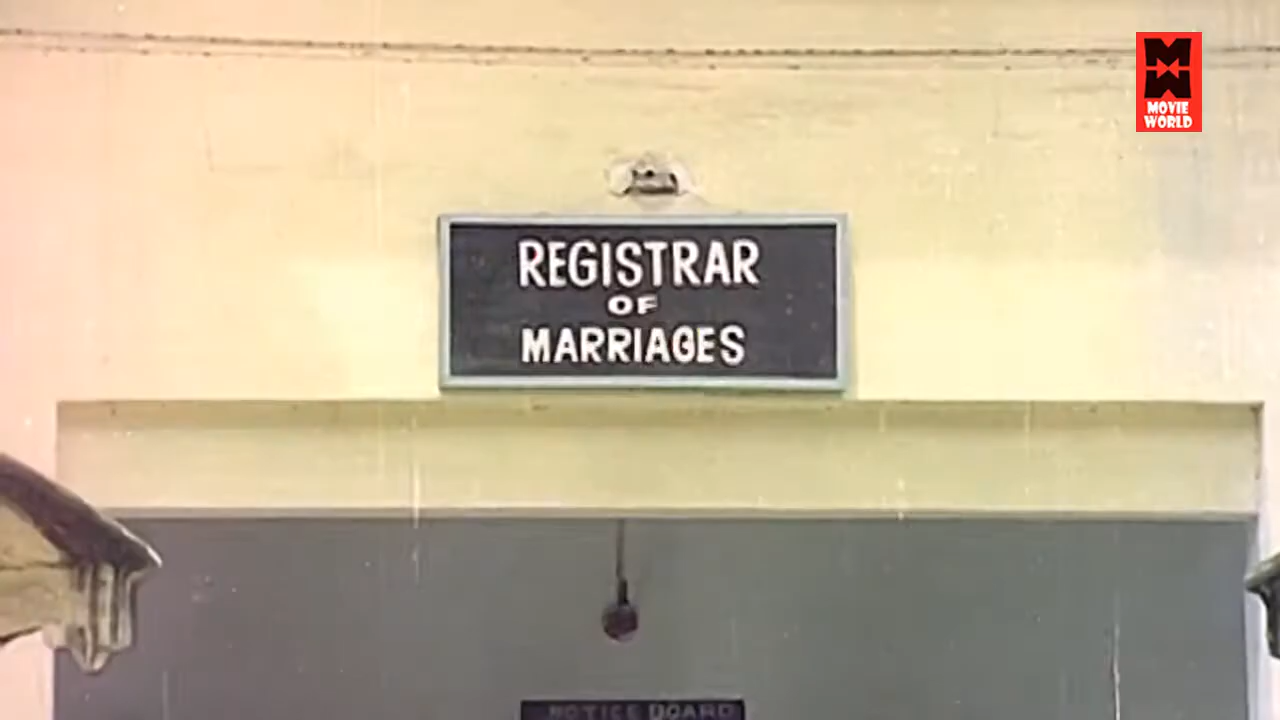 MOVIE
WORLD
REGISTRAR
OF
MARRIAGES
NOTICE BOARD